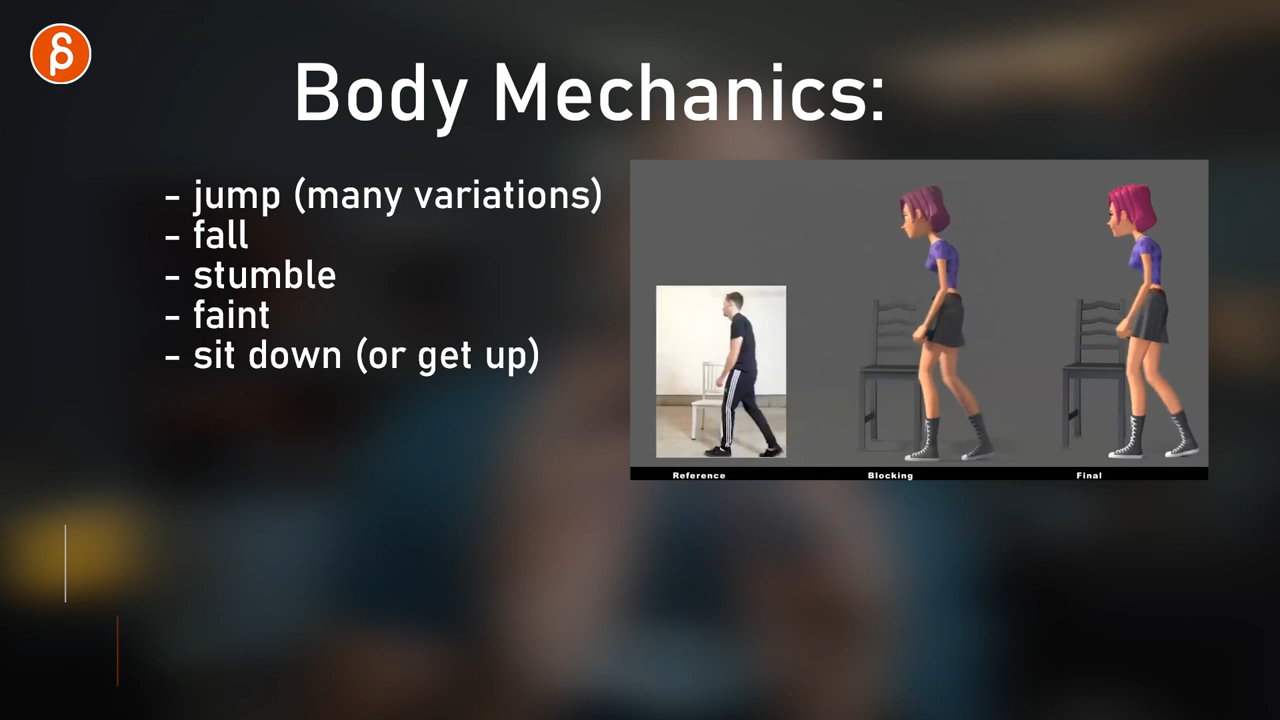 Body Mechanics:
- jump (many variations)
- fall
- stumble
- faint
- sit down (or get up)
Reference
Blocking
Final